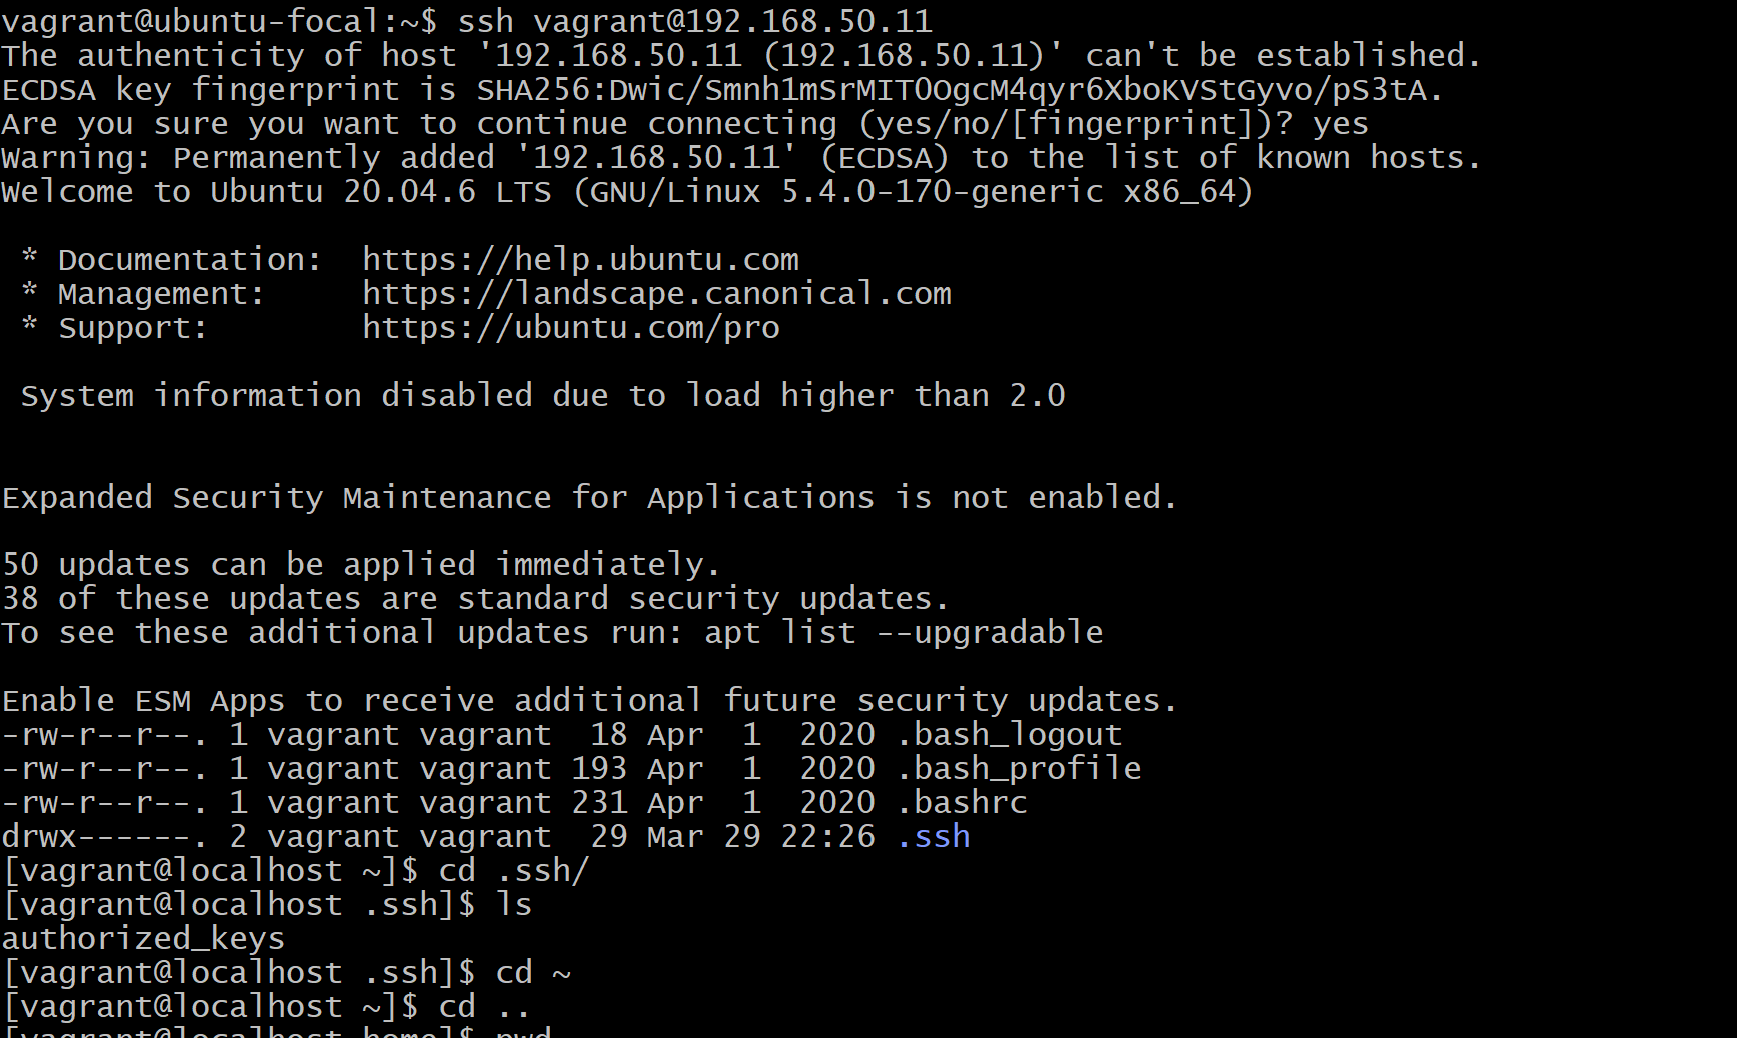 vagrant@ubuntu-focal:~$ ssh vagrant@192.168.50.11
The authenticity of host '192.168.50.11 (192.168.50.11)' can't be established.
ECDSA key fingerprint is SHA256:Dwic/Smnh1mSrMIT0OgcM4qyr6XboKVStGyvo/pS3tA.
Are you sure you want to continue connecting (yes/no/[fingerprint])? yes
Warning: Permanently added '192.168.50.11' (ECDSA) to the list of known hosts.
Welcome to Ubuntu 20.04.6 LTS (GNU/Linux 5.4.0-170-generic x86_64)
 * Documentation:  https://help.ubuntu.com
 * Management:     https://landscape.canonical.com
 * Support:        https://ubuntu.com/pro
 System information disabled due to load higher than 2.0
Expanded Security Maintenance for Applications is not enabled.
50 updates can be applied immediately.
38 of these updates are standard security updates.
To see these additional updates run: apt list --upgradable
Enable ESM Apps to receive additional future security updates.
-rw-r--r--. 1 vagrant vagrant  18 Apr  1  2020 .bash_logout
-rw-r--r--. 1 vagrant vagrant 193 Apr  1  2020 .bash_profile
-rw-r--r--. 1 vagrant vagrant 231 Apr  1  2020 .bashrc
drwx------. 2 vagrant vagrant  29 Mar 29 22:26 .ssh
[vagrant@localhost ~]$ cd .ssh/
[vagrant@localhost .ssh]$ ls
authorized_keys
[vagrant@localhost .ssh]$ cd ~
[vagrant@localhost ~]$ cd ..
[vagrant@localhost home]$ pwd